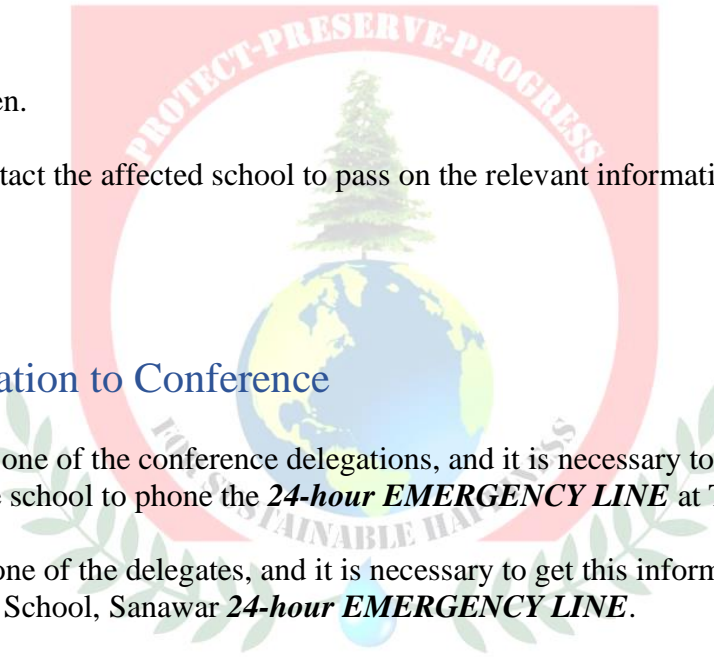 PROTECT-PRESERVE-PROGRESS
en.
tact the affected school to pass on the relevant informati
ation to Conference
one of the conference delegations, and it is necessary to
school to phone the 24-hour EMERGENCY LINE at T
one of the delegates, and it is necessary to get this inform
School, Sanawar 24-hour EMERGENCY LINE.
FOR SUSTAINABLE HAPPINESS